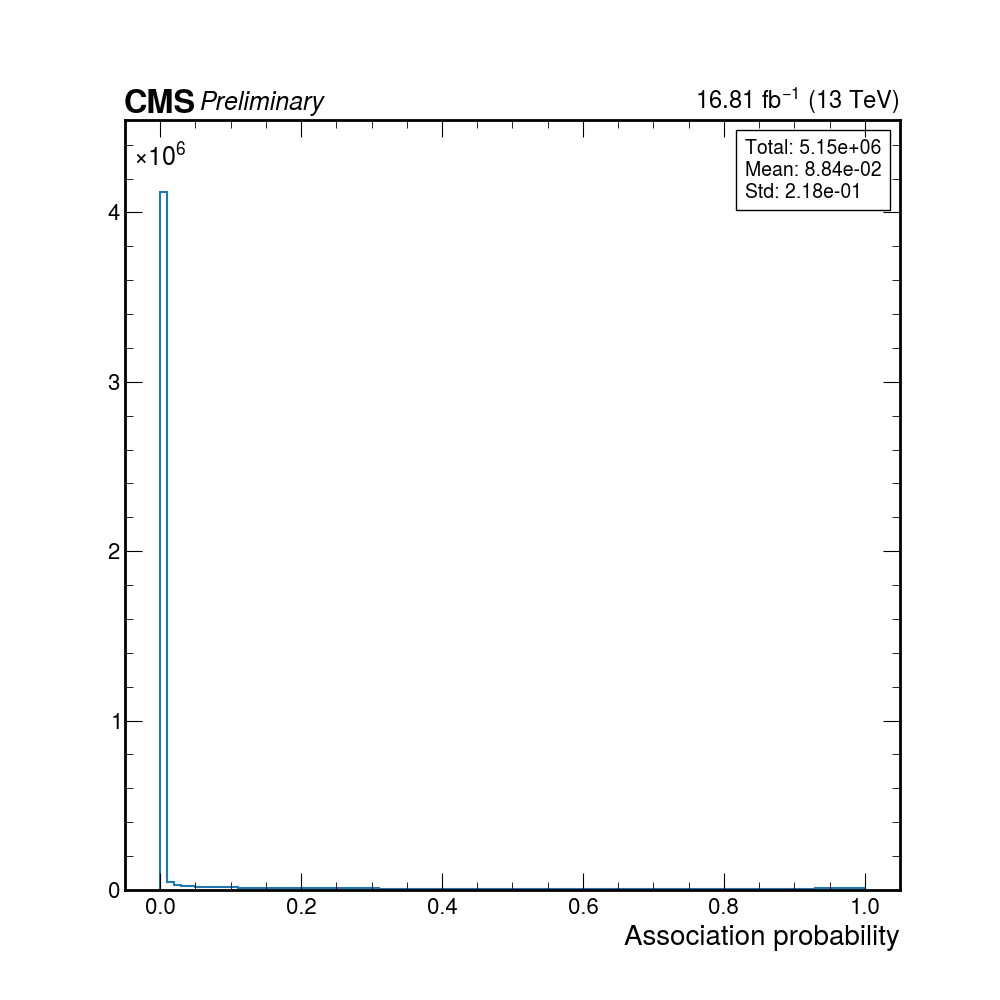 CMS Preliminary
16.81 fb⁻¹ (13 TeV)
×10⁶
Total: 5.15e+06
Mean: 8.84e-02
Std: 2.18e-01
4
3
2
1
0
0.0 0.2 0.4 0.6 0.8 1.0
Association probability